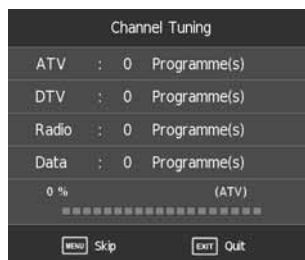 Channel Tuning
ATV : 0 Programme(s)
DTV : 0 Programme(s)
Radio : 0 Programme(s)
Data : 0 Programme(s)
0 % (ATV)
MENU Skip EXIT Quit